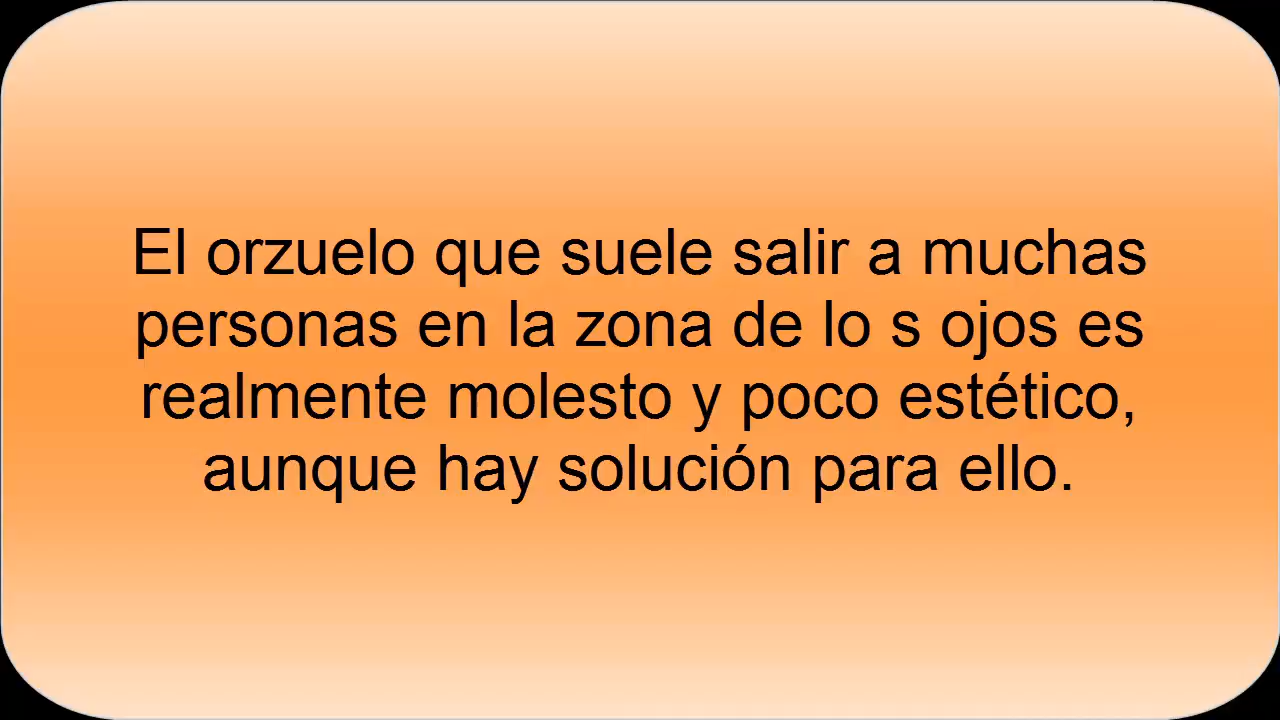 El orzuelo que suele salir a muchas
personas en la zona de lo s ojos es
realmente molesto y poco estético,
aunque hay solución para ello.